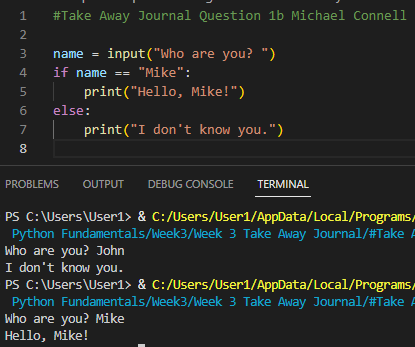 1 #Take Away Journal Question 1b Michael Connell
2
3 name = input("Who are you? ")
4 if name == "Mike":
5     print("Hello, Mike!")
6 else:
7     print("I don't know you.")
8
PROBLEMS OUTPUT DEBUG CONSOLE TERMINAL
PS C:\Users\User1> & C:/Users/User1/AppData/Local/Programs/
 Python Fundamentals/Week3/Week 3 Take Away Journal/#Take A
Who are you? John
I don't know you.
PS C:\Users\User1> & C:/Users/User1/AppData/Local/Programs/
 Python Fundamentals/Week3/Week 3 Take Away Journal/#Take A
Who are you? Mike
Hello, Mike!